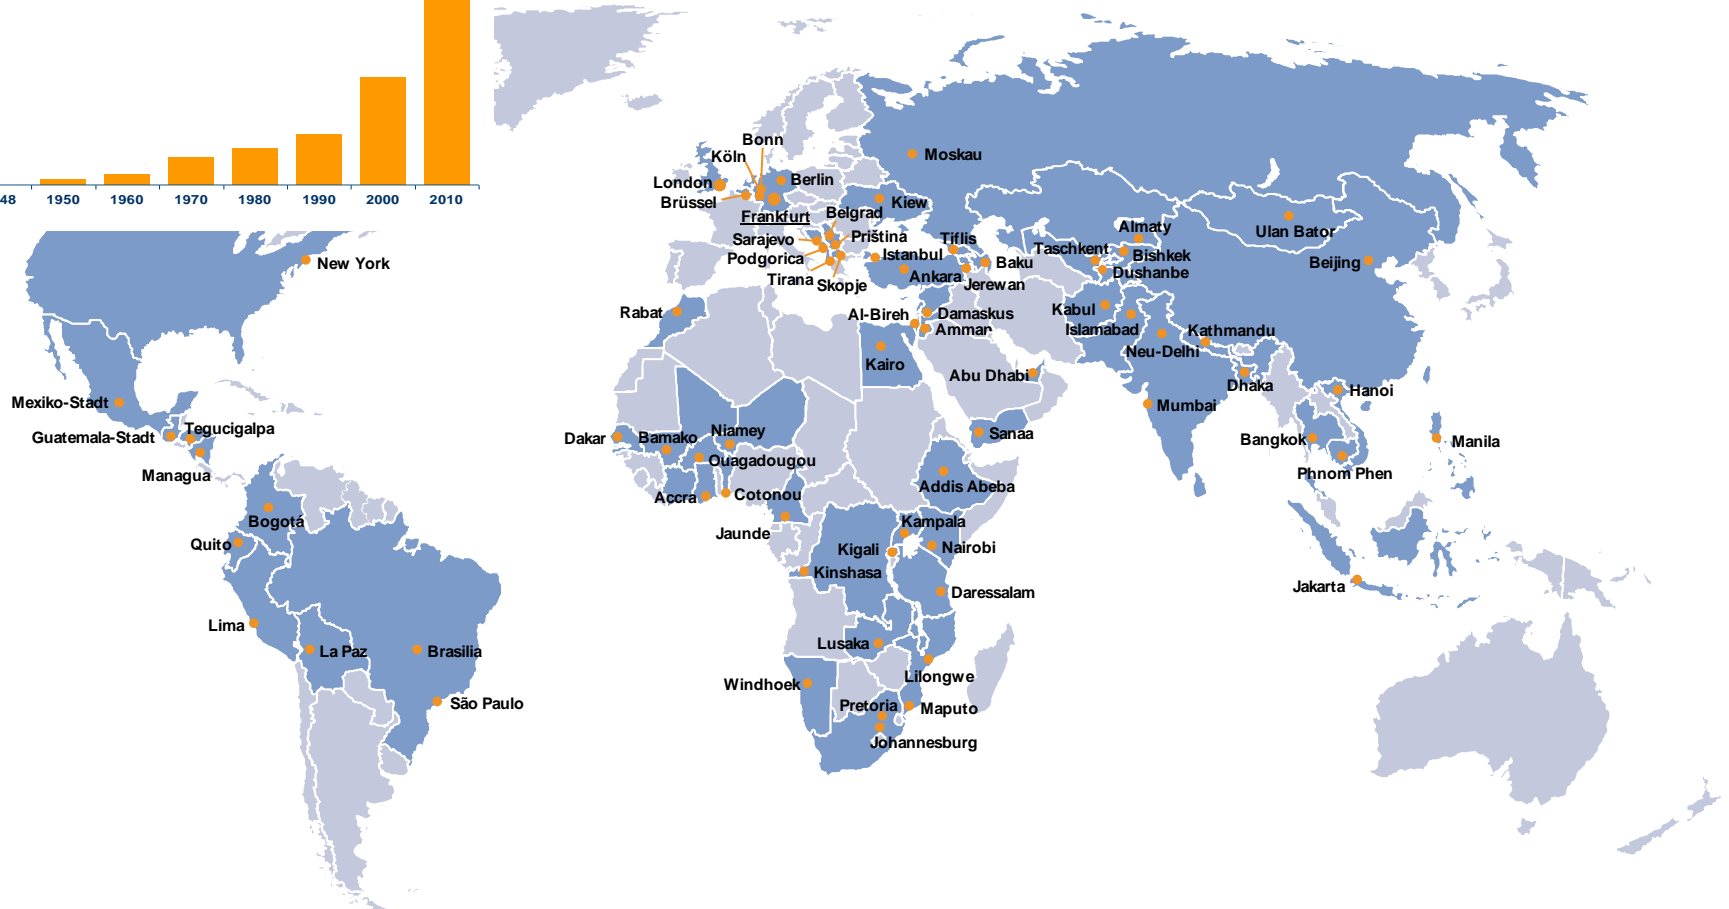 48 1950 1960 1970 1980 1990 2000 2010
Bonn
Köln
Moskau
London
Berlin
Brüssel
Kiew
Frankfurt
Belgrad
Sarajevo
Priština
Podgorica
Tirana
Skopje
Istanbul
Ankara
Tiflis
Baku
Jerewan
Almaty
Taschkent
Bishkek
Dushanbe
Ulan Bator
Beijing
New York
Rabat
Al-Bireh
Damaskus
Amman
Kabul
Islamabad
Kathmandu
Neu-Delhi
Kairo
Abu Dhabi
Dhaka
Hanoi
Mumbai
Mexiko-Stadt
Guatemala-Stadt
Tegucigalpa
Managua
Dakar
Bamako
Niamey
Ouagadougou
Sanaa
Bangkok
Manila
Phnom Phen
Accra
Cotonou
Addis Abeba
Bogotá
Quito
Jaunde
Kampala
Kigali
Nairobi
Kinshasa
Daressalam
Jakarta
Lima
La Paz
Brasilia
Lusaka
Lilongwe
Windhoek
São Paulo
Pretoria
Maputo
Johannesburg